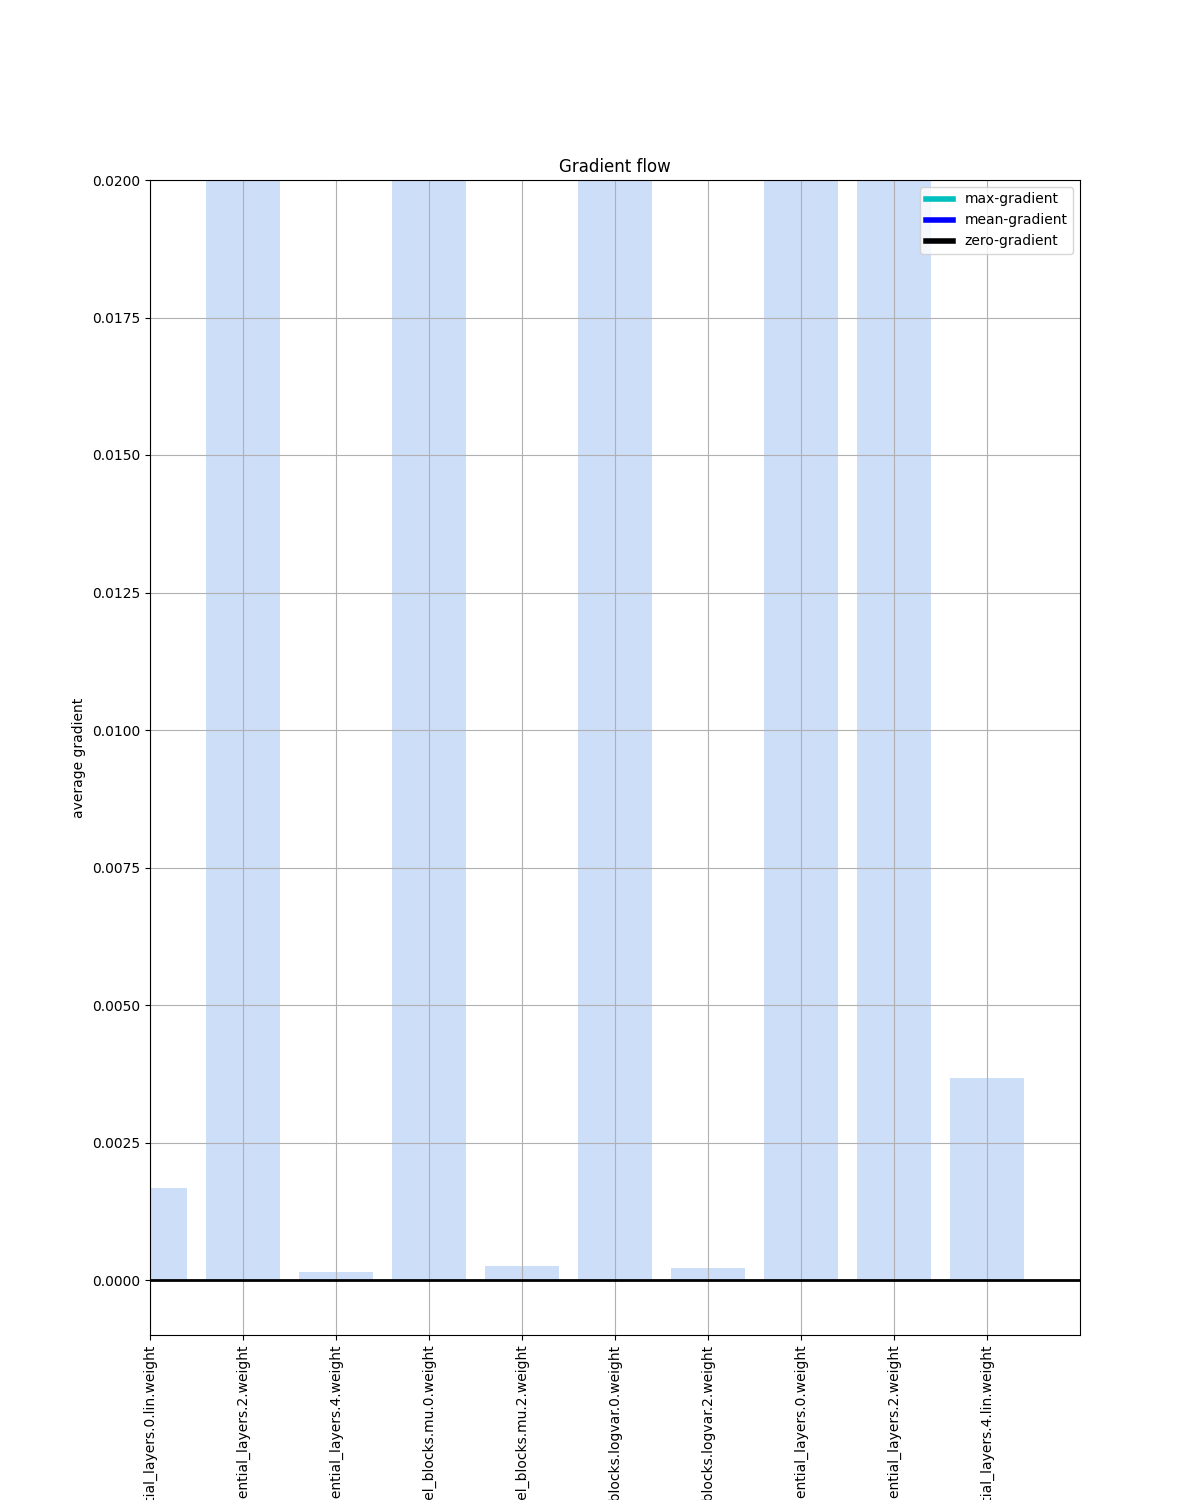 Gradient flow
max-gradient
mean-gradient
zero-gradient
0.0200
0.0175
0.0150
0.0125
0.0100
0.0075
0.0050
0.0025
0.0000
average gradient
tial_layers.0.lin.weight
ential_layers.2.weight
ential_layers.4.weight
el_blocks.mu.0.weight
el_blocks.mu.2.weight
blocks.logvar.0.weight
blocks.logvar.2.weight
ential_layers.0.weight
ential_layers.2.weight
tial_layers.4.lin.weight